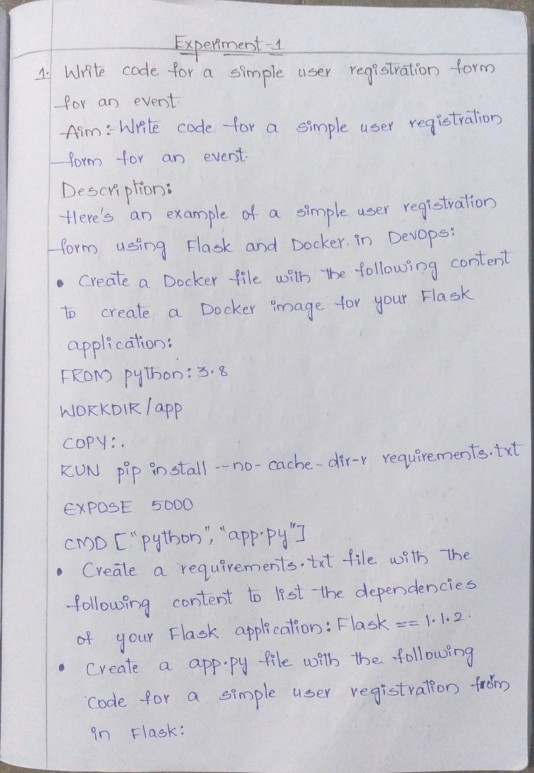 Experiment-1
1. Write code for a simple user registration form
for an event
Aim:- Write code for a simple user registration
form for an event.
Description:
Here's an example of a simple user registration
form using Flask and Docker in DevOps:
• Create a Docker file with the following content
to create a Docker image for your Flask
application:
FROM python:3.8
WORKDIR /app
COPY:.
RUN pip install --no-cache-dir-r requirements.txt
EXPOSE 5000
CMD ["python", "app.py"]
• Create a requirements.txt file with the
following content to list the dependencies
of your Flask application: Flask == 1.1.2.
• Create a app.py file with the following
code for a simple user registration from
in Flask: